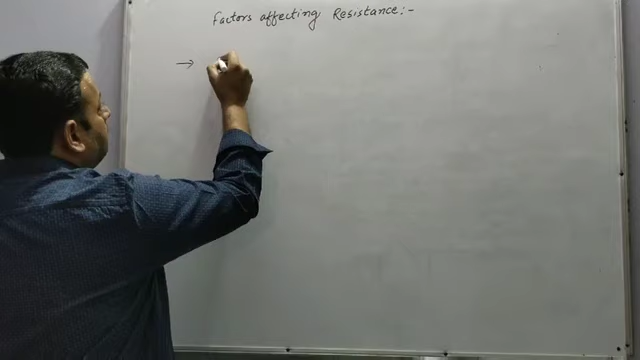 Factors affecting Resistance:-
→